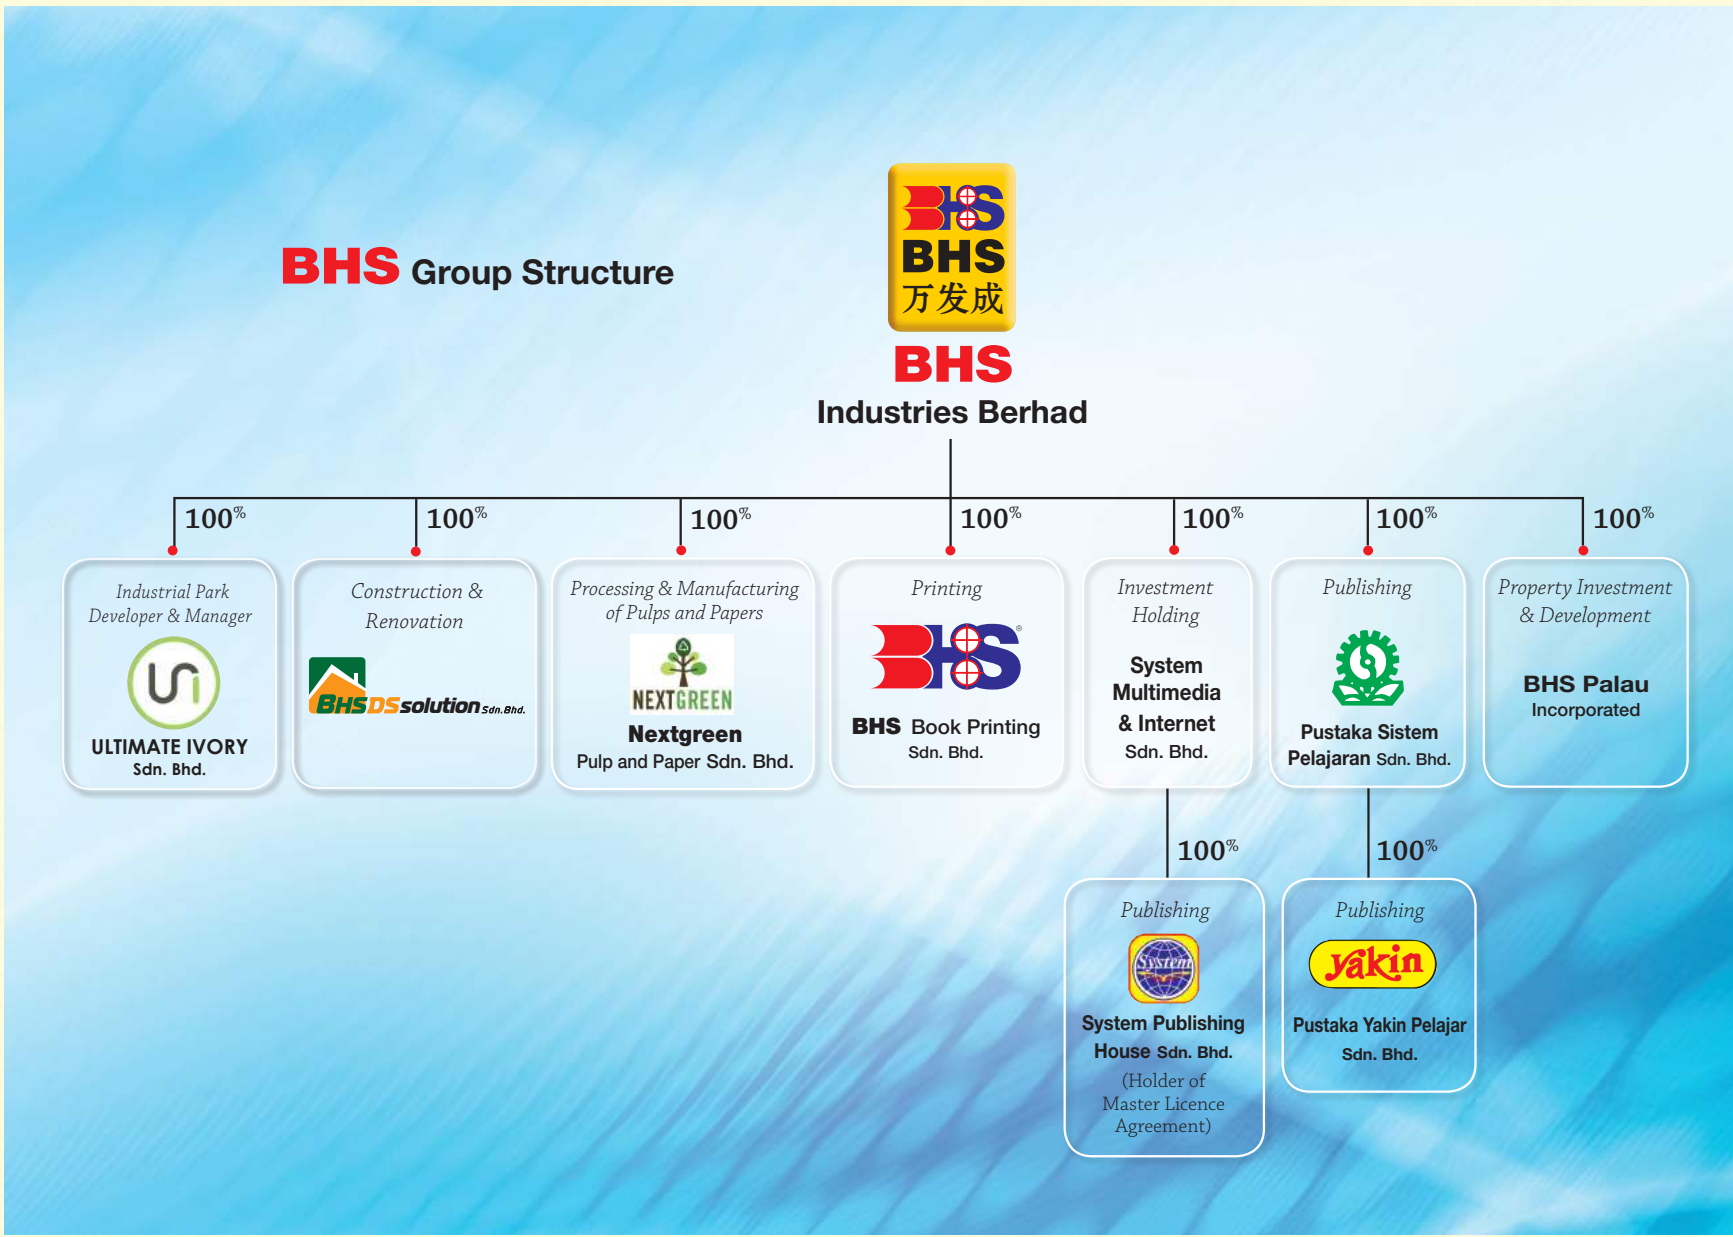 BHS
BHS
万发成
BHS Group Structure
BHS
Industries Berhad
100%
100%
100%
100%
100%
100%
100%
Industrial Park
Developer & Manager
ULTIMATE IVORY
Sdn. Bhd.
Construction &
Renovation
BHSDSsolution Sdn.Bhd.
Processing & Manufacturing
of Pulps and Papers
NEXTGREEN
Nextgreen
Pulp and Paper Sdn. Bhd.
Printing
BHS®
BHS Book Printing
Sdn. Bhd.
Investment
Holding
System
Multimedia
& Internet
Sdn. Bhd.
Publishing
Pustaka Sistem
Pelajaran Sdn. Bhd.
Property Investment
& Development
BHS Palau
Incorporated
100%
100%
Publishing
System
System Publishing
House Sdn. Bhd.
(Holder of
Master Licence
Agreement)
Publishing
yakin
Pustaka Yakin Pelajar
Sdn. Bhd.